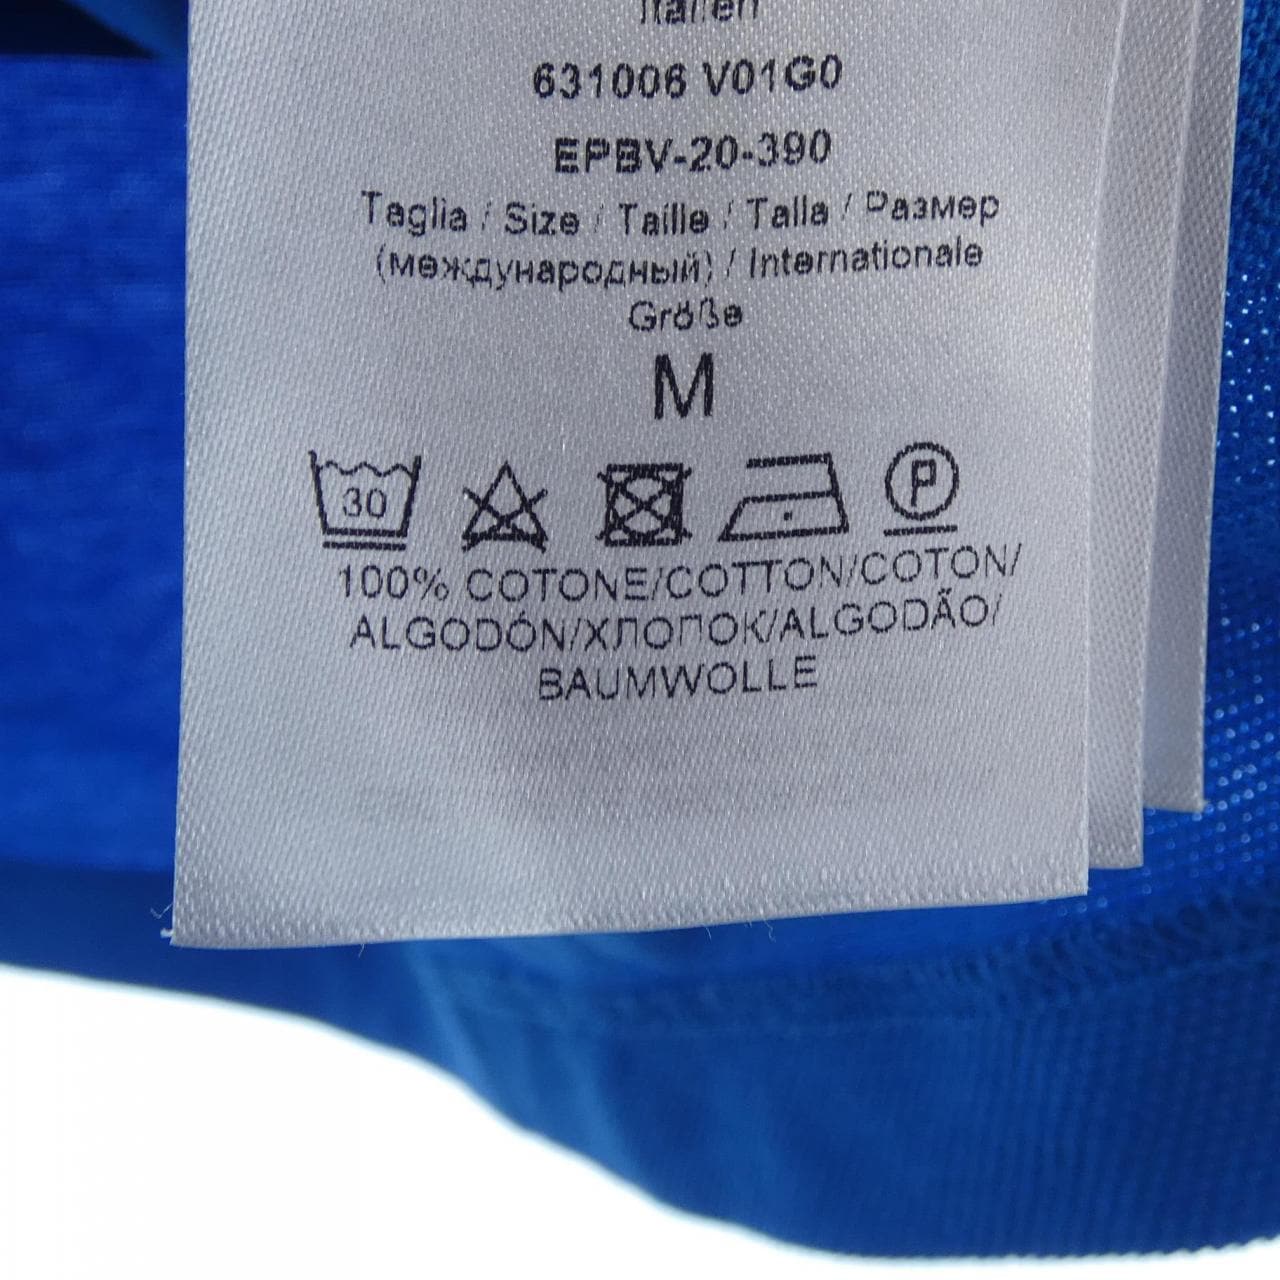 Italien
631006 V01G0
EPBV-20-390
Taglia / Size / Taille / Talla / Размер
(международный) / Internationale
Größe
M
30
P
100% COTONE/COTTON/COTON/
ALGODÓN/ХЛОПОК/ALGODÃO/
BAUMWOLLE